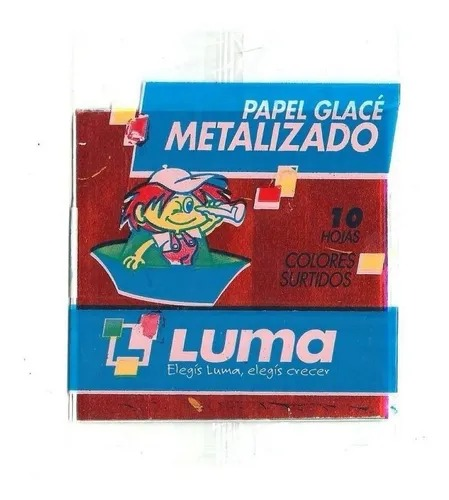 PAPEL GLACÉ
METALIZADO
10
HOJAS
COLORES
SURTIDOS
LUMA
Elegís Luma, elegís crecer